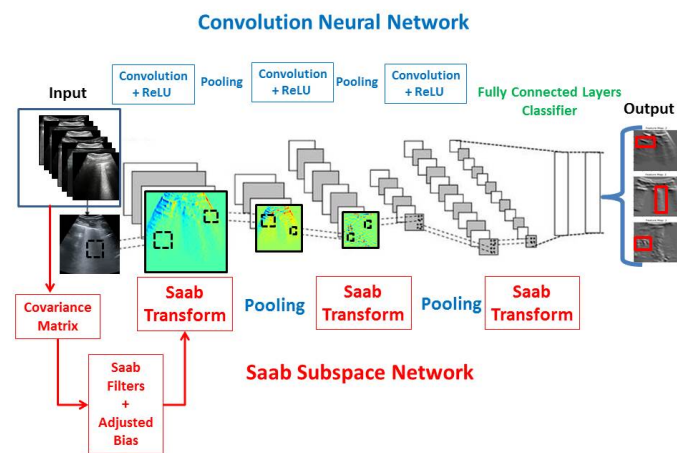 Convolution Neural Network
Convolution
+ ReLU
Pooling
Convolution
+ ReLU
Pooling
Convolution
+ ReLU
Input
Fully Connected Layers
Classifier
Output
Saab
Transform
Pooling
Saab
Transform
Pooling
Saab
Transform
Covariance
Matrix
Saab
Filters
+
Adjusted
Bias
Saab Subspace Network